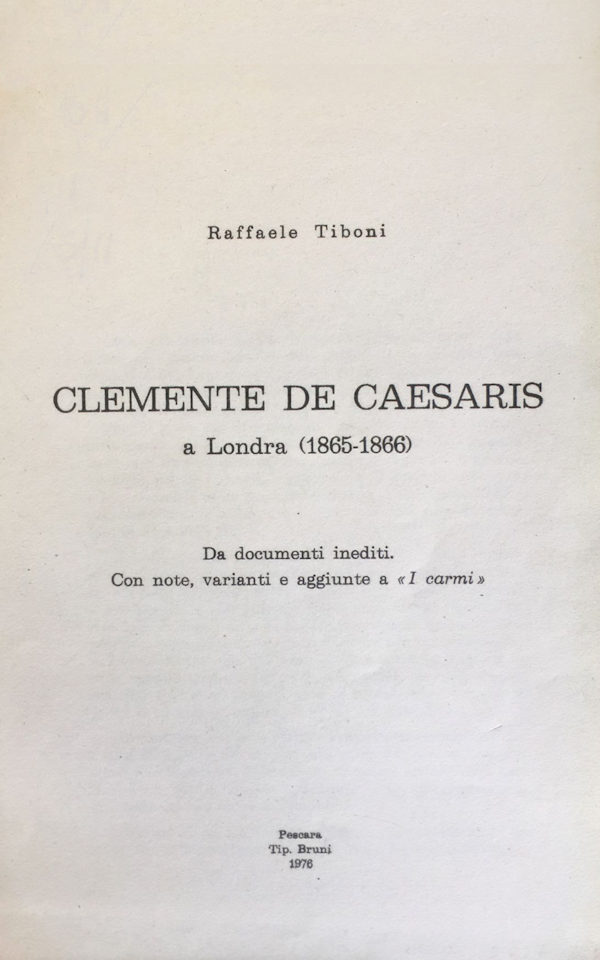 Raffaele Tiboni
CLEMENTE DE CAESARIS
a Londra (1865-1866)
Da documenti inediti.
Con note, varianti e aggiunte a «I carmi»
Pescara
Tip. Bruni
1976